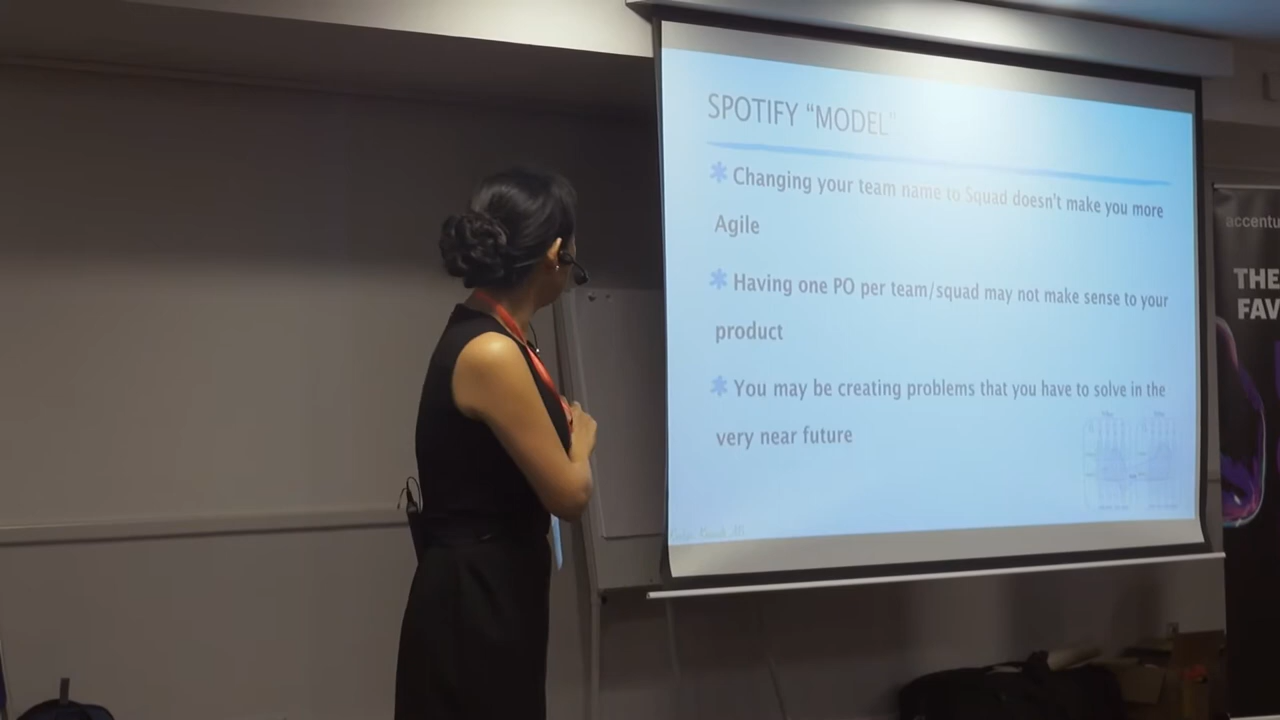 SPOTIFY “MODEL”
* Changing your team name to Squad doesn't make you more
Agile
* Having one PO per team/squad may not make sense to your
product
* You may be creating problems that you have to solve in the
very near future
accentu
THE
FAV